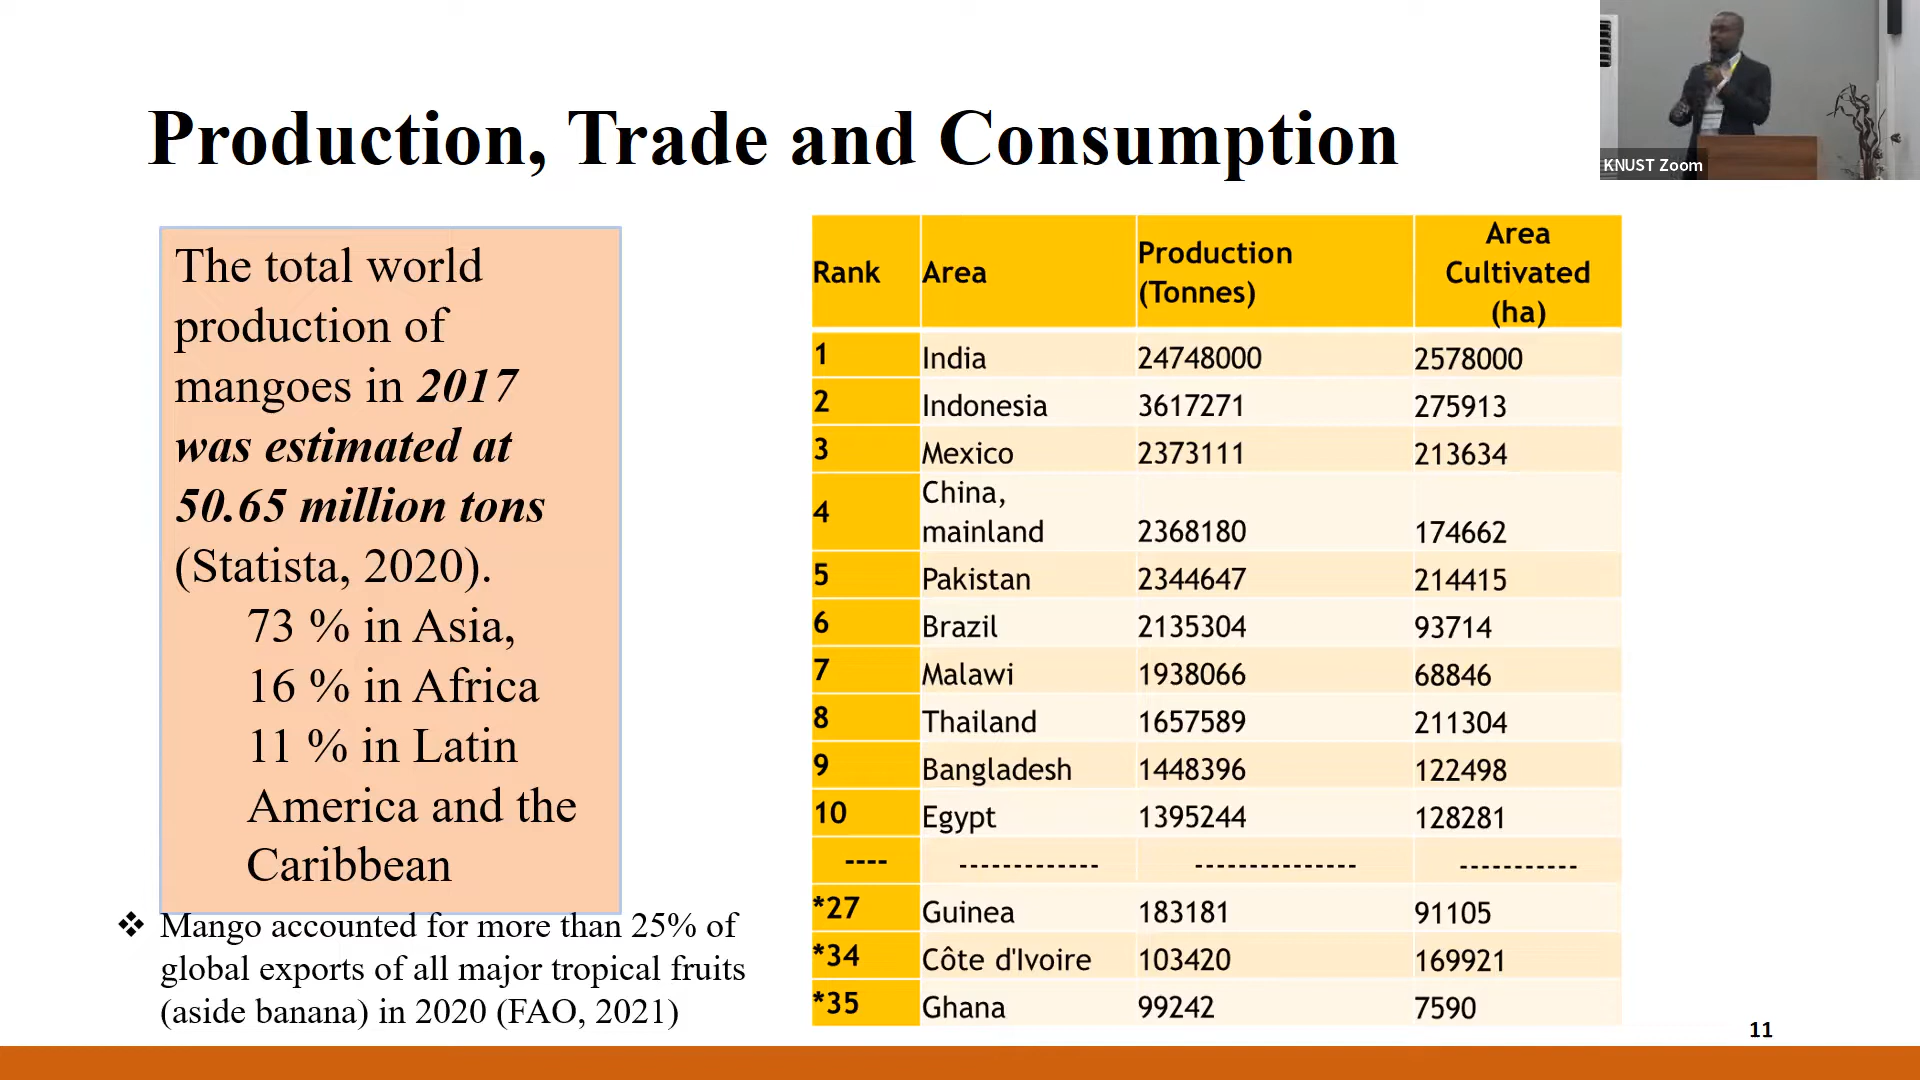 Production, Trade and Consumption
KNUST Zoom
The total world
production of
mangoes in 2017
was estimated at
50.65 million tons
(Statista, 2020).
73 % in Asia,
16 % in Africa
11 % in Latin
America and the
Caribbean
❖ Mango accounted for more than 25% of
global exports of all major tropical fruits
(aside banana) in 2020 (FAO, 2021)
Rank Area Production (Tonnes) Area Cultivated (ha)
1 India 24748000 2578000
2 Indonesia 3617271 275913
3 Mexico 2373111 213634
4 China, mainland 2368180 174662
5 Pakistan 2344647 214415
6 Brazil 2135304 93714
7 Malawi 1938066 68846
8 Thailand 1657589 211304
9 Bangladesh 1448396 122498
10 Egypt 1395244 128281
---- ------------- --------------- -----------
*27 Guinea 183181 91105
*34 Côte d'Ivoire 103420 169921
*35 Ghana 99242 7590
11